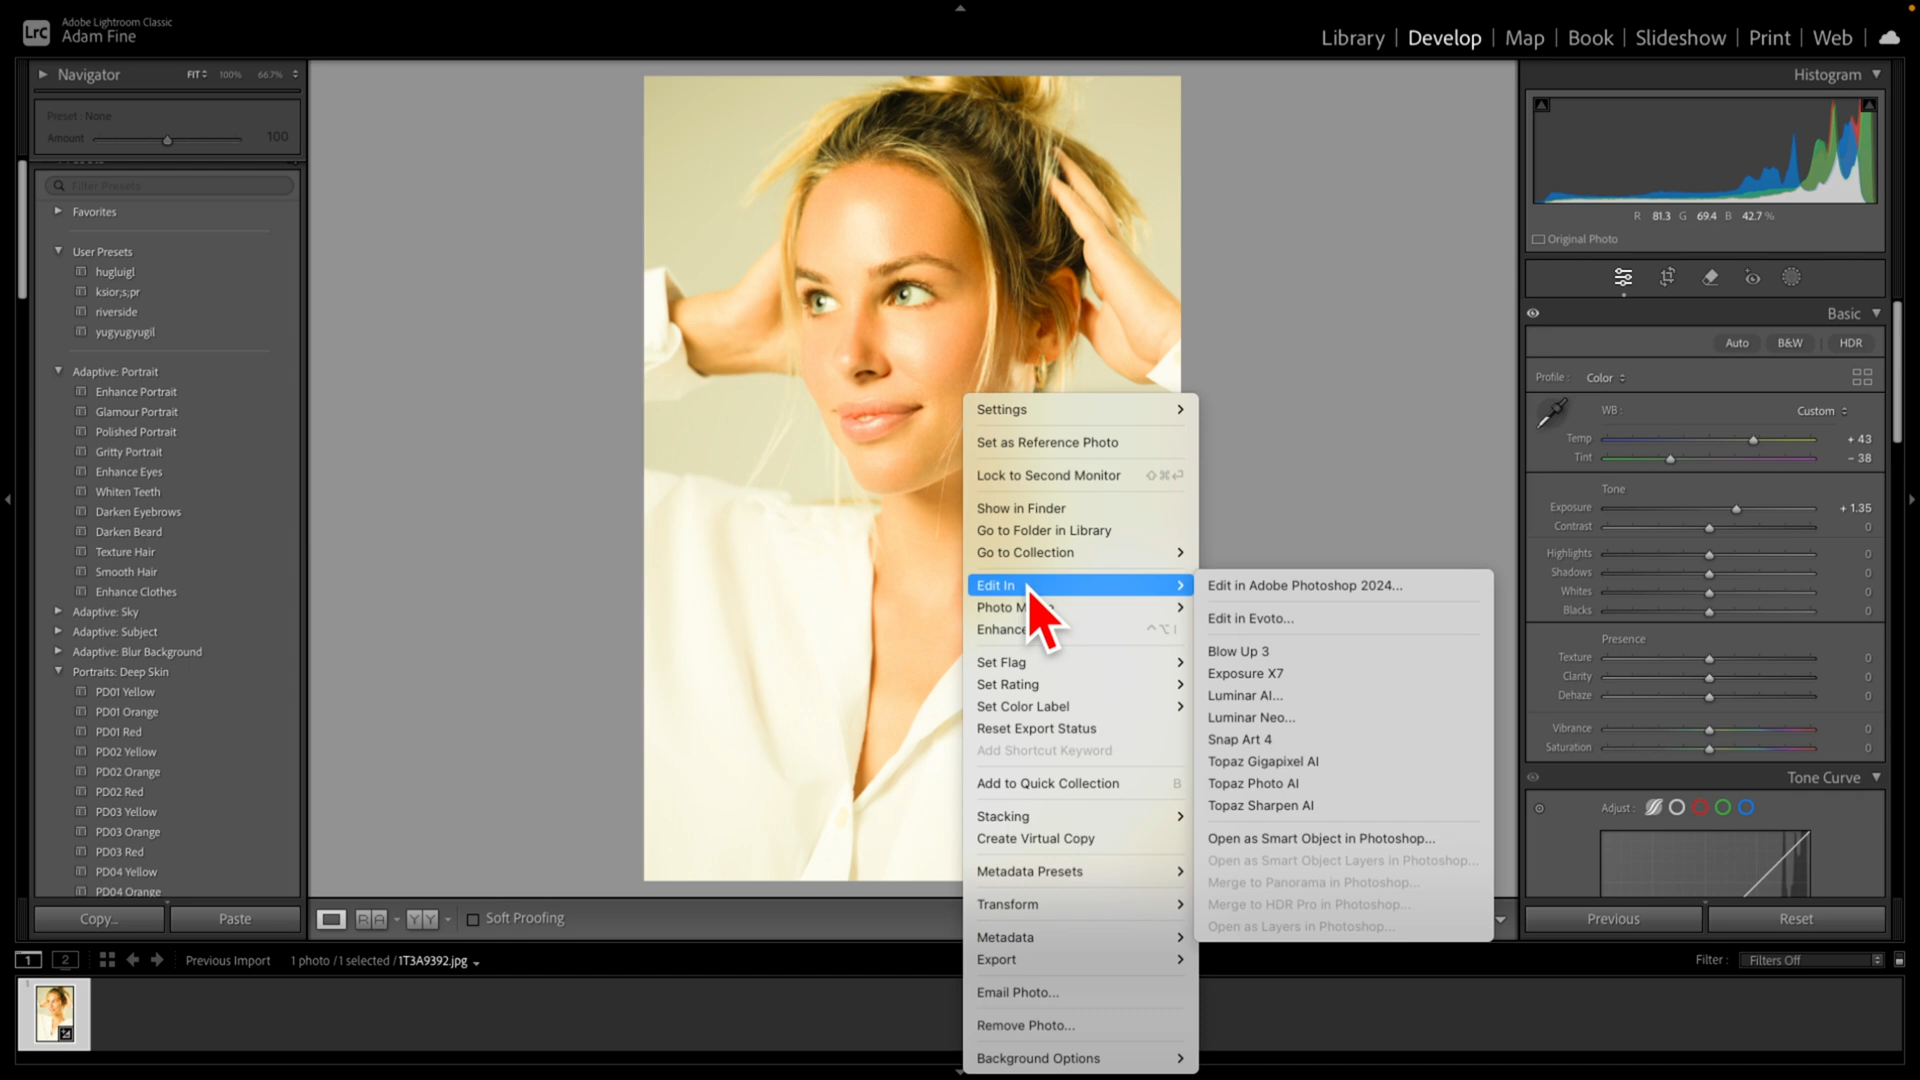 LrC
Adobe Lightroom Classic
Adam Fine
Library | Develop | Map | Book | Slideshow | Print | Web
Navigator FIT 100% 66.7%
Preset : None
Amount 100
Filter Presets
Favorites
User Presets
hugluigl
ksior;s;pr
riverside
yugyugyugil
Adaptive: Portrait
Enhance Portrait
Glamour Portrait
Polished Portrait
Gritty Portrait
Enhance Eyes
Whiten Teeth
Darken Eyebrows
Darken Beard
Texture Hair
Smooth Hair
Enhance Clothes
Adaptive: Sky
Adaptive: Subject
Adaptive: Blur Background
Portraits: Deep Skin
PD01 Yellow
PD01 Orange
PD01 Red
PD02 Yellow
PD02 Orange
PD02 Red
PD03 Yellow
PD03 Orange
PD03 Red
PD04 Yellow
PD04 Orange
Copy... Paste
Soft Proofing
Settings
Set as Reference Photo
Lock to Second Monitor ⇧⌘↩
Show in Finder
Go to Folder in Library
Go to Collection
Edit In
Photo
Enhance ^⌥I
Set Flag
Set Rating
Set Color Label
Reset Export Status
Add Shortcut Keyword
Add to Quick Collection B
Stacking
Create Virtual Copy
Metadata Presets
Transform
Metadata
Export
Email Photo...
Remove Photo...
Background Options
Edit in Adobe Photoshop 2024...
Edit in Evoto...
Blow Up 3
Exposure X7
Luminar AI...
Luminar Neo...
Snap Art 4
Topaz Gigapixel AI
Topaz Photo AI
Topaz Sharpen AI
Open as Smart Object in Photoshop...
Open as Smart Object Layers in Photoshop...
Merge to Panorama in Photoshop...
Merge to HDR Pro in Photoshop...
Open as Layers in Photoshop...
Histogram
R 81.3 G 69.4 B 42.7 %
Original Photo
Basic
Auto B&W | HDR
Profile : Color
WB : Custom
Temp + 43
Tint − 38
Tone
Exposure + 1.35
Contrast 0
Highlights 0
Shadows 0
Whites 0
Blacks 0
Presence
Texture 0
Clarity 0
Dehaze 0
Vibrance 0
Saturation 0
Tone Curve
Adjust :
Previous Reset
1 2 Previous Import 1 photo / 1 selected / 1T3A9392.jpg
Filter : Filters Off